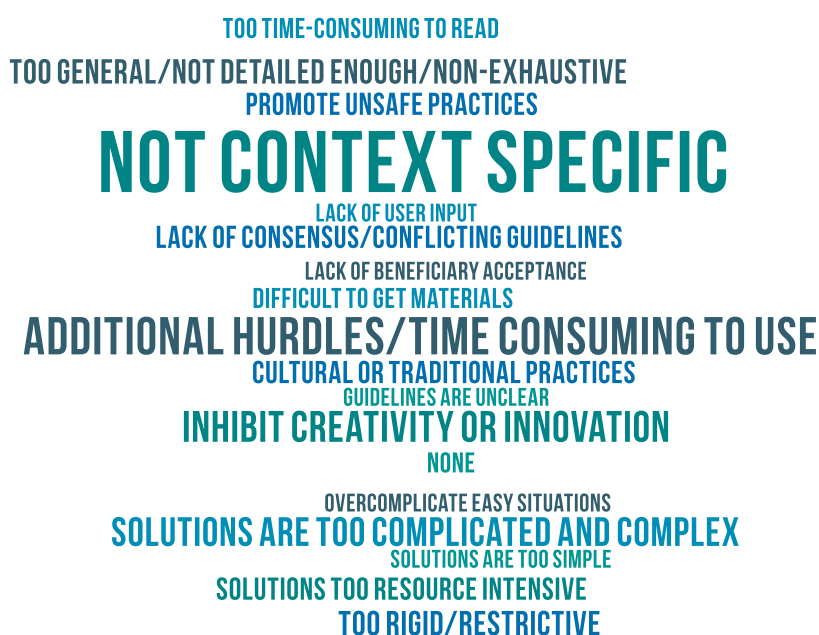 TOO TIME-CONSUMING TO READ
TOO GENERAL/NOT DETAILED ENOUGH/NON-EXHAUSTIVE
PROMOTE UNSAFE PRACTICES
NOT CONTEXT SPECIFIC
LACK OF USER INPUT
LACK OF CONSENSUS/CONFLICTING GUIDELINES
LACK OF BENEFICIARY ACCEPTANCE
DIFFICULT TO GET MATERIALS
ADDITIONAL HURDLES/TIME CONSUMING TO USE
CULTURAL OR TRADITIONAL PRACTICES
GUIDELINES ARE UNCLEAR
INHIBIT CREATIVITY OR INNOVATION
NONE
OVERCOMPLICATE EASY SITUATIONS
SOLUTIONS ARE TOO COMPLICATED AND COMPLEX
SOLUTIONS ARE TOO SIMPLE
SOLUTIONS TOO RESOURCE INTENSIVE
TOO RIGID/RESTRICTIVE